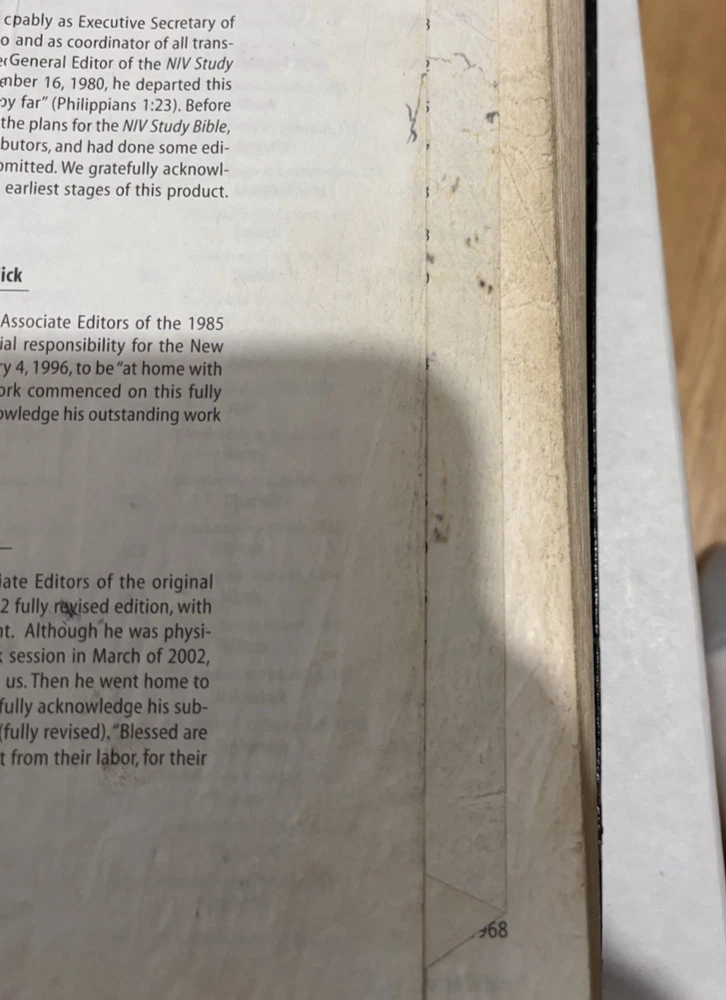 cpably as Executive Secretary of
o and as coordinator of all trans-
General Editor of the NIV Study
mber 16, 1980, he departed this
by far” (Philippians 1:23). Before
the plans for the NIV Study Bible,
butors, and had done some edi-
omitted. We gratefully acknowl-
earliest stages of this product.
ick
Associate Editors of the 1985
ial responsibility for the New
ry 4, 1996, to be “at home with
ork commenced on this fully
owledge his outstanding work
iate Editors of the original
2 fully revised edition, with
nt. Although he was physi-
session in March of 2002,
us. Then he went home to
fully acknowledge his sub-
(fully revised). “Blessed are
t from their labor, for their
968